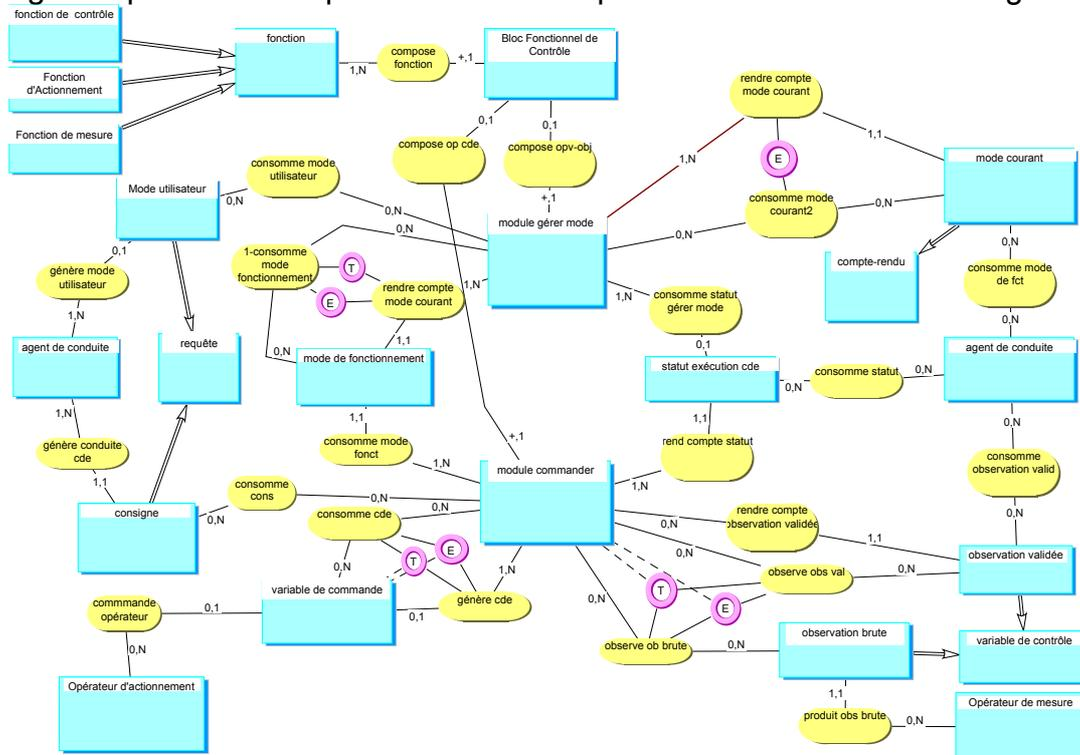 fonction de contrôle
Fonction
d'Actionnement
Fonction de mesure
fonction
1,N
compose
fonction
+,1
Bloc Fonctionnel de
Contrôle
0,1
0,1
compose op cde
compose opv-obj
+,1
rendre compte
mode courant
1,1
1,N
E
mode courant
consomme mode
courant2
0,N
0,N
compte-rendu
0,N
consomme mode
de fct
0,N
Mode utilisateur
0,N
consomme mode
utilisateur
0,N
0,N
module gérer mode
0,1
génère mode
utilisateur
1,N
1-consomme
mode
fonctionnement
T
E
rendre compte
mode courant
1,N
1,1
0,N
mode de fonctionnement
1,N
consomme statut
gérer mode
0,1
statut exécution cde
0,N
consomme statut
0,N
agent de conduite
agent de conduite
requête
1,N
génère conduite
cde
1,1
consigne
0,N
consomme
cons
0,N
1,1
consomme mode
fonct
1,N
+,1
module commander
1,1
rend compte statut
1,N
0,N
consomme
observation valid
0,N
consomme cde
0,N
0,N
T
E
variable de commande
0,1
génère cde
1,N
0,1
commmande
opérateur
0,N
Opérateur d'actionnement
0,N
rendre compte
observation validée
1,1
0,N
observe obs val
0,N
observation validée
T
E
0,N
observe ob brute
0,N
observation brute
variable de contrôle
1,1
produit obs brute
0,N
Opérateur de mesure